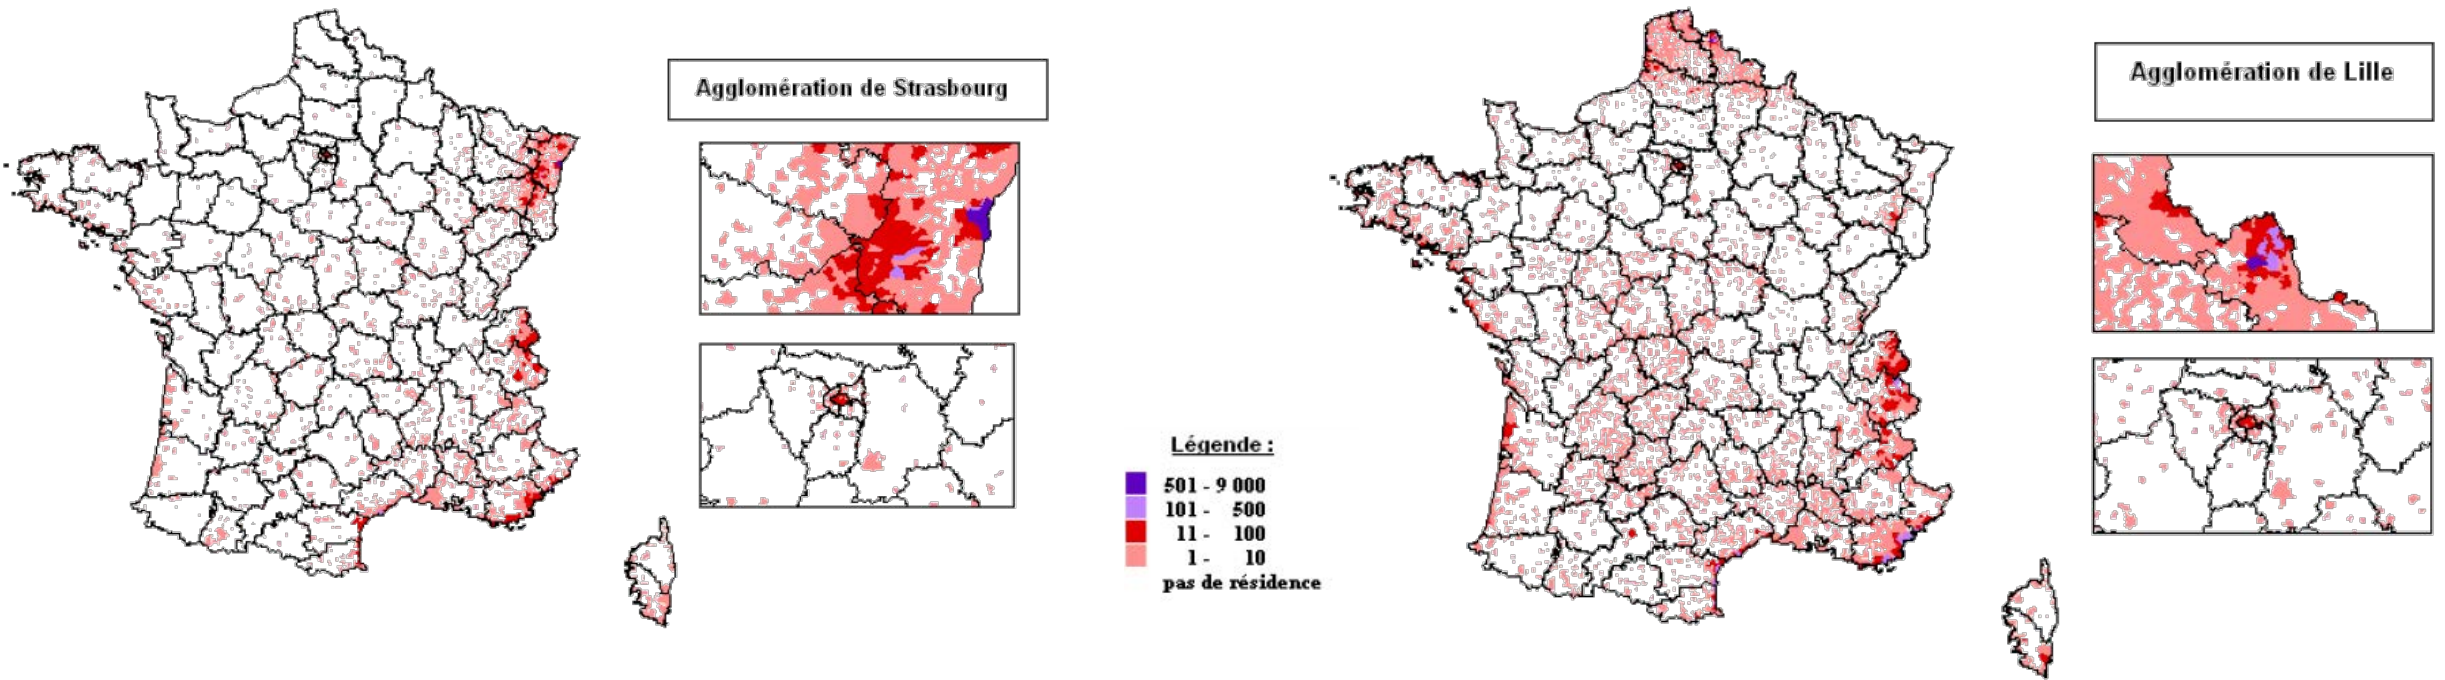 Agglomération de Strasbourg
Agglomération de Lille
Légende :
501 - 9 000
101 - 500
11 - 100
1 - 10
pas de résidence